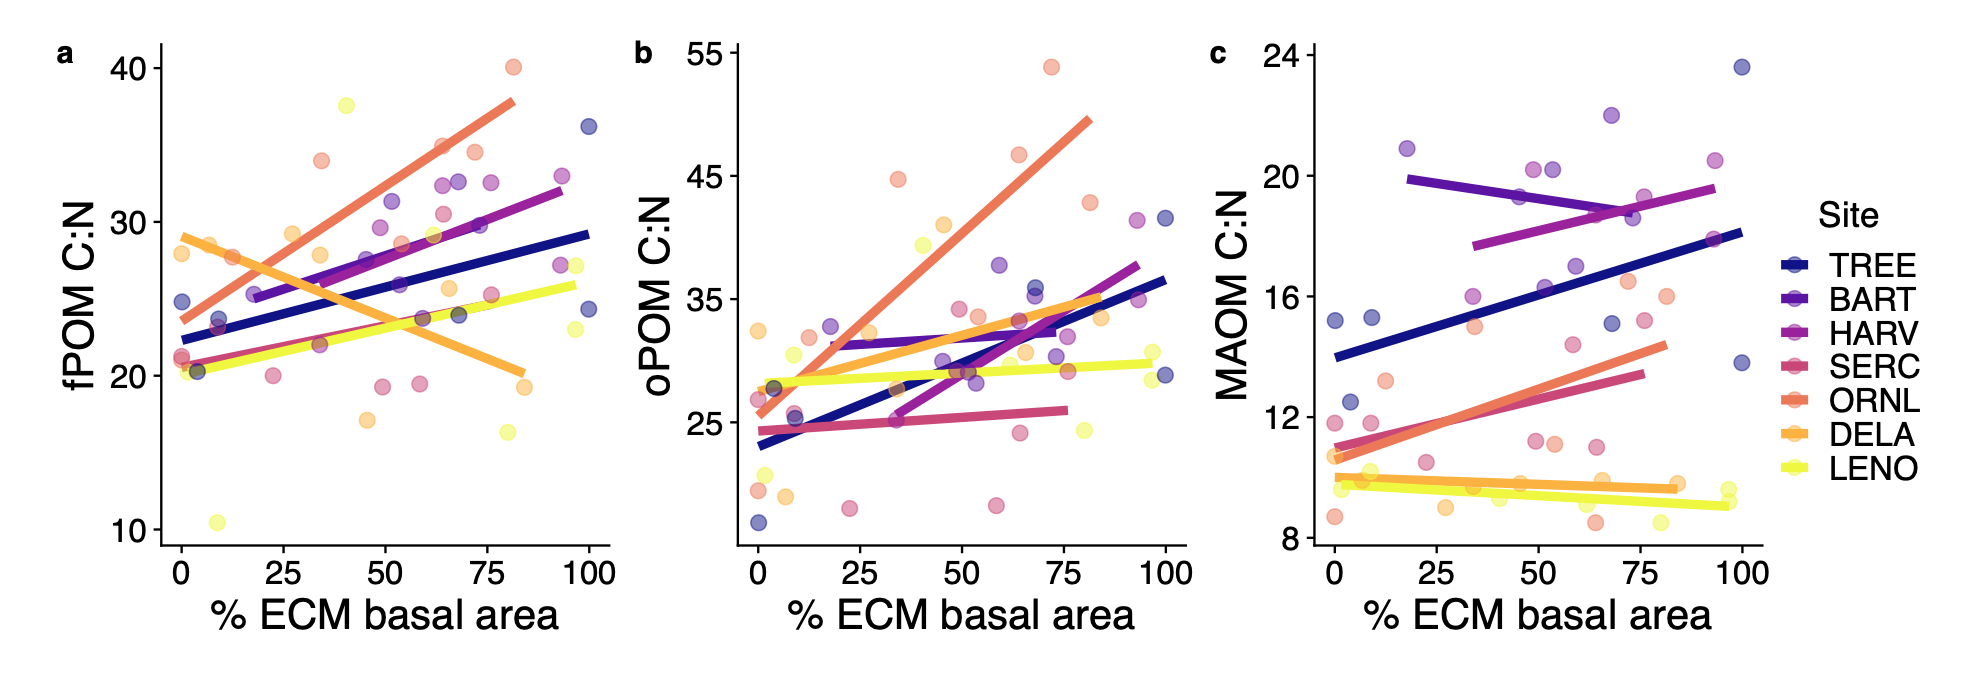 a
fPOM C:N
40
30
20
10
0 25 50 75 100
% ECM basal area
b
oPOM C:N
55
45
35
25
0 25 50 75 100
% ECM basal area
c
MAOM C:N
24
20
16
12
8
0 25 50 75 100
% ECM basal area
Site
TREE
BART
HARV
SERC
ORNL
DELA
LENO